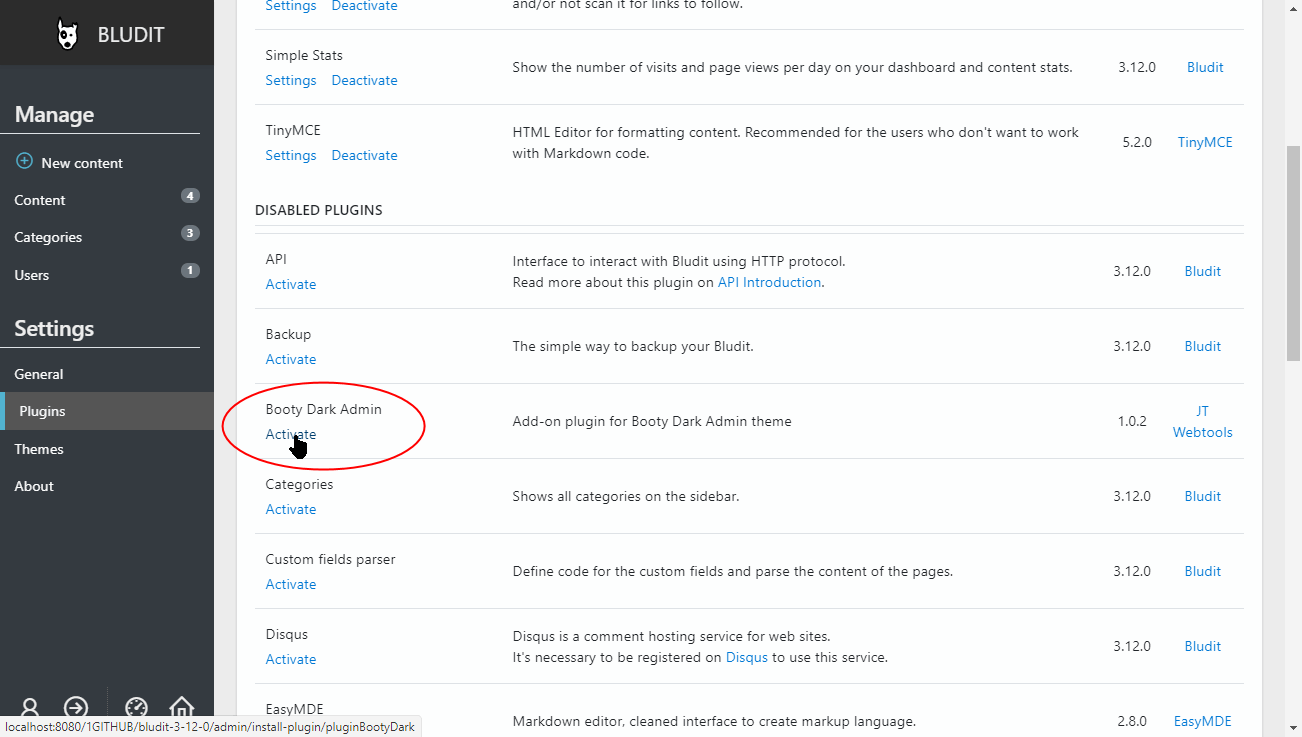 BLUDIT
Manage
New content
Content 4
Categories 3
Users 1
Settings
General
Plugins
Themes
About
localhost:8080/1GITHUB/bludit-3-12-0/admin/install-plugin/pluginBootyDark
Settings Deactivate
and/or not scan it for links to follow.
Simple Stats
Settings Deactivate
Show the number of visits and page views per day on your dashboard and content stats.
3.12.0
Bludit
TinyMCE
Settings Deactivate
HTML Editor for formatting content. Recommended for the users who don't want to work
with Markdown code.
5.2.0
TinyMCE
DISABLED PLUGINS
API
Activate
Interface to interact with Bludit using HTTP protocol.
Read more about this plugin on API Introduction.
3.12.0
Bludit
Backup
Activate
The simple way to backup your Bludit.
3.12.0
Bludit
Booty Dark Admin
Activate
Add-on plugin for Booty Dark Admin theme
1.0.2
JT
Webtools
Categories
Activate
Shows all categories on the sidebar.
3.12.0
Bludit
Custom fields parser
Activate
Define code for the custom fields and parse the content of the pages.
3.12.0
Bludit
Disqus
Activate
Disqus is a comment hosting service for web sites.
It's necessary to be registered on Disqus to use this service.
3.12.0
Bludit
EasyMDE
Markdown editor, cleaned interface to create markup language.
2.8.0
EasyMDE